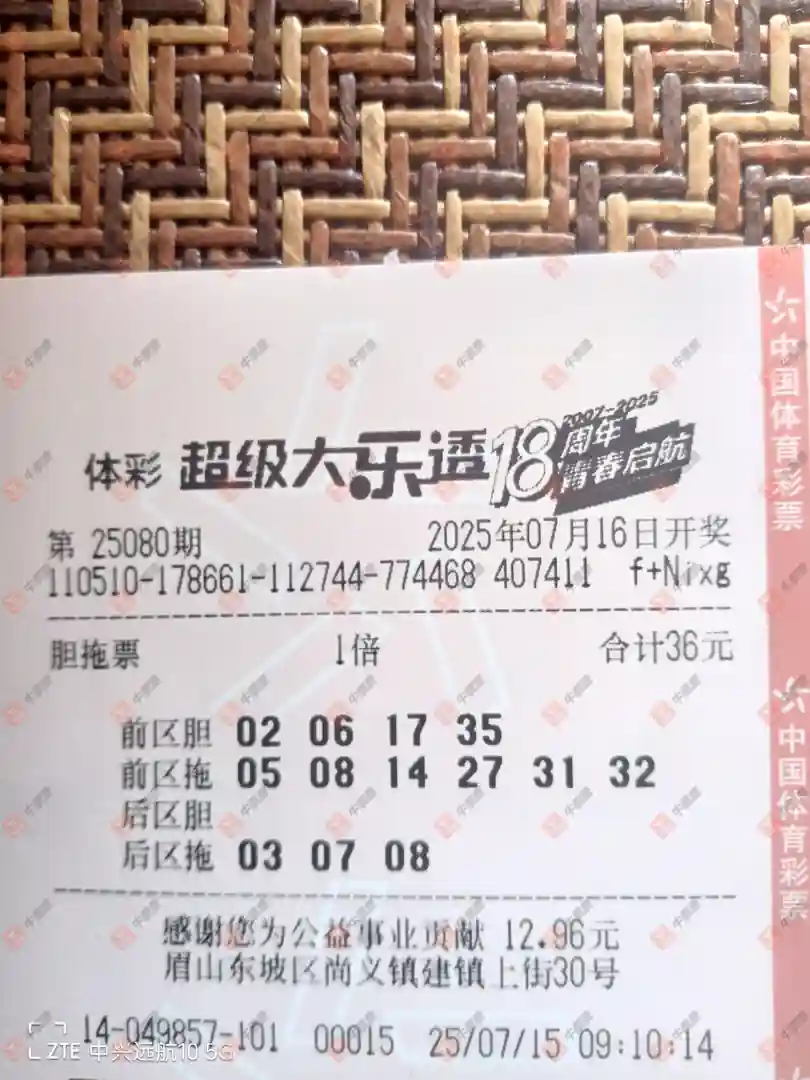 体彩 超级大乐透 18 2007-2025 周年 青春启航
第 25080期 2025年07月16日开奖
110510-178661-112744-774468 407411 f+Nixg
胆拖票 1倍 合计36元
前区胆 02 06 17 35
前区拖 05 08 14 27 31 32
后区胆
后区拖 03 07 08
感谢您为公益事业贡献 12.96元
眉山东坡区尚义镇建镇上街30号
14-049857-101 00015 25/07/15 09:10:14
ZTE 中兴远航10 5G
中国体育彩票
中国体育彩票